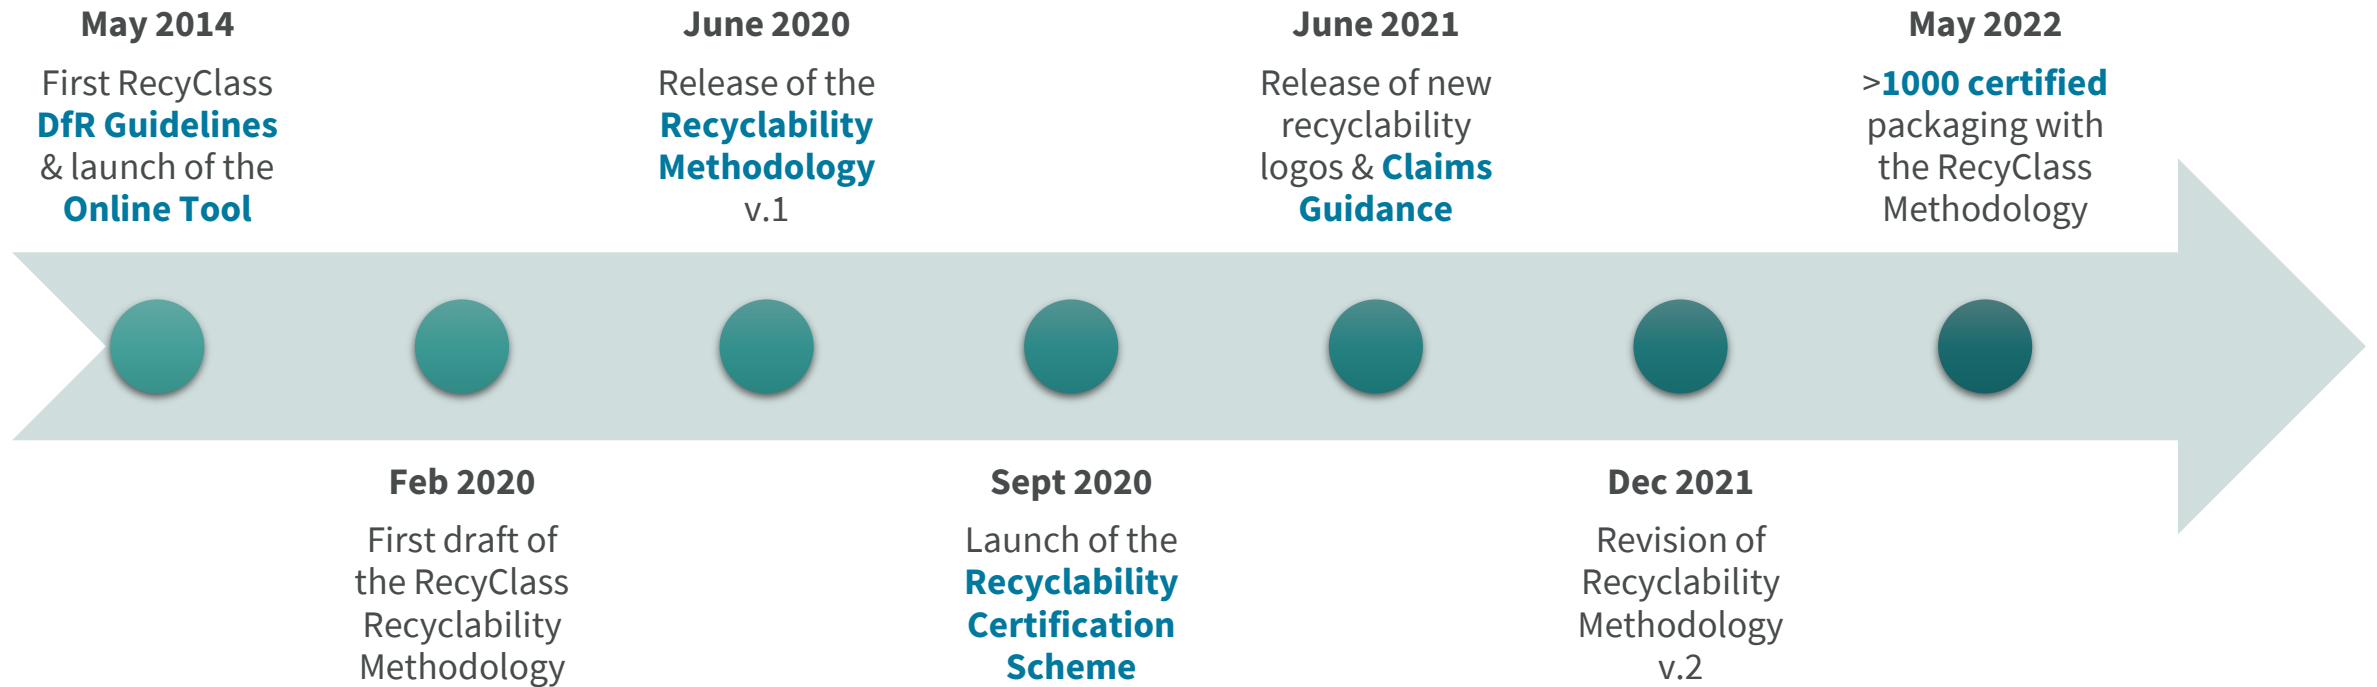 May 2014
First RecyClass
DfR Guidelines
& launch of the
Online Tool
Feb 2020
First draft of
the RecyClass
Recyclability
Methodology
June 2020
Release of the
Recyclability
Methodology
v.1
Sept 2020
Launch of the
Recyclability
Certification
Scheme
June 2021
Release of new
recyclability
logos & Claims
Guidance
Dec 2021
Revision of
Recyclability
Methodology
v.2
May 2022
>1000 certified
packaging with
the RecyClass
Methodology